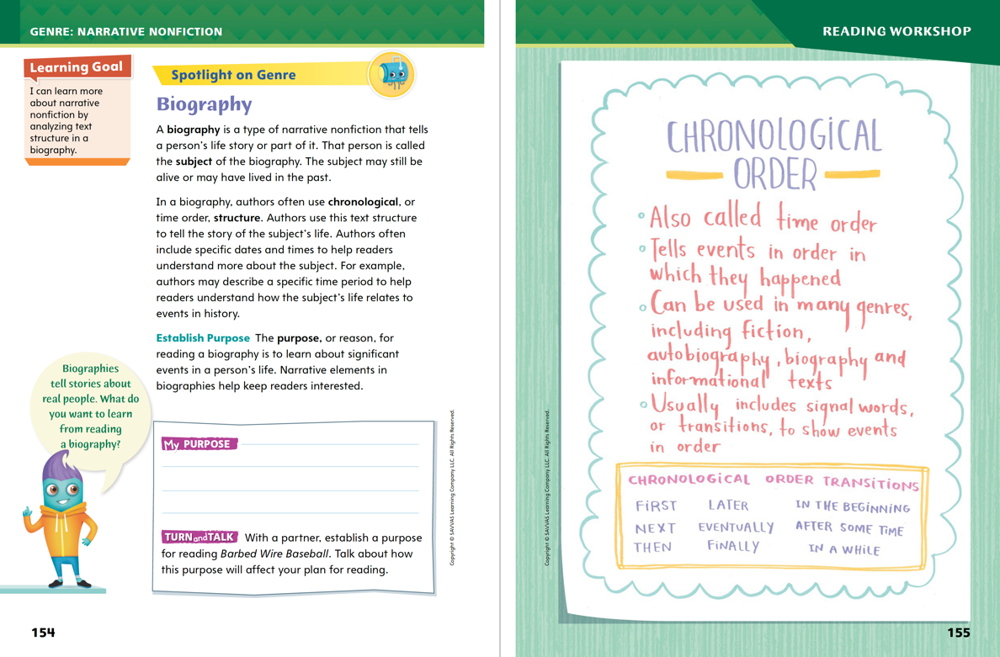 GENRE: NARRATIVE NONFICTION
Learning Goal
I can learn more
about narrative
nonfiction by
analyzing text
structure in a
biography.
Spotlight on Genre
Biography
A biography is a type of narrative nonfiction that tells
a person's life story or part of it. That person is called
the subject of the biography. The subject may still be
alive or may have lived in the past.
In a biography, authors often use chronological, or
time order, structure. Authors use this text structure
to tell the story of the subject's life. Authors often
include specific dates and times to help readers
understand more about the subject. For example,
authors may describe a specific time period to help
readers understand how the subject's life relates to
events in history.
Establish Purpose The purpose, or reason, for
reading a biography is to learn about significant
events in a person's life. Narrative elements in
biographies help keep readers interested.
Biographies
tell stories about
real people. What do
you want to learn
from reading
a biography?
My PURPOSE
TURN and TALK With a partner, establish a purpose
for reading Barbed Wire Baseball. Talk about how
this purpose will affect your plan for reading.
Copyright © SAVVAS Learning Company LLC. All Rights Reserved.
154
READING WORKSHOP
CHRONOLOGICAL
ORDER
Also called time order
Tells events in order in
which they happened
Can be used in many genres,
including fiction,
autobiography, biography and
informational texts
Usually includes signal words,
or transitions, to show events
in order
CHRONOLOGICAL ORDER TRANSITIONS
FIRST LATER IN THE BEGINNING
NEXT EVENTUALLY AFTER SOME TIME
THEN FINALLY IN A WHILE
Copyright © SAVVAS Learning Company LLC. All Rights Reserved.
155